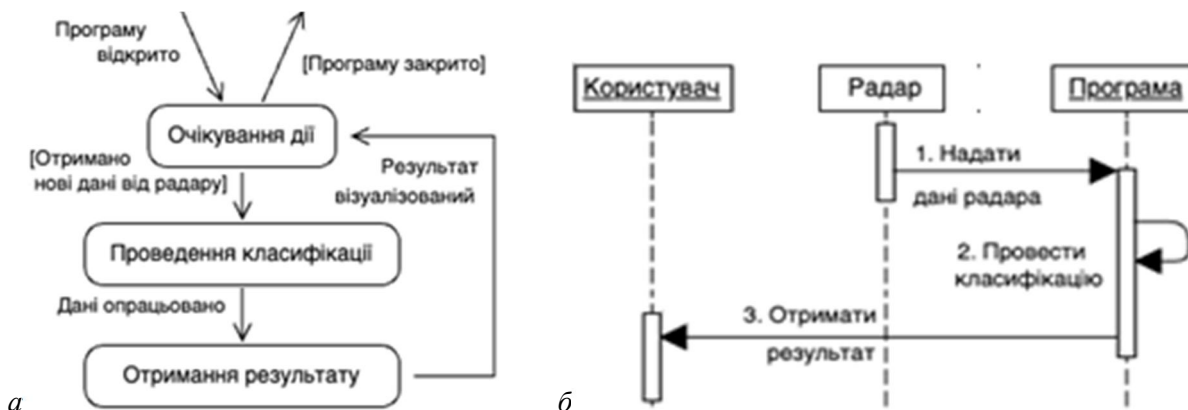 Програму
відкрито
[Програму закрито]
Очікування дії
[Отримано
нові дані від радару]
Результат
візуалізований
Проведення класифікації
Дані опрацьовано
Отримання результату
а
Користувач
Радар
Програма
1. Надати
дані радара
2. Провести
класифікацію
3. Отримати
результат
б